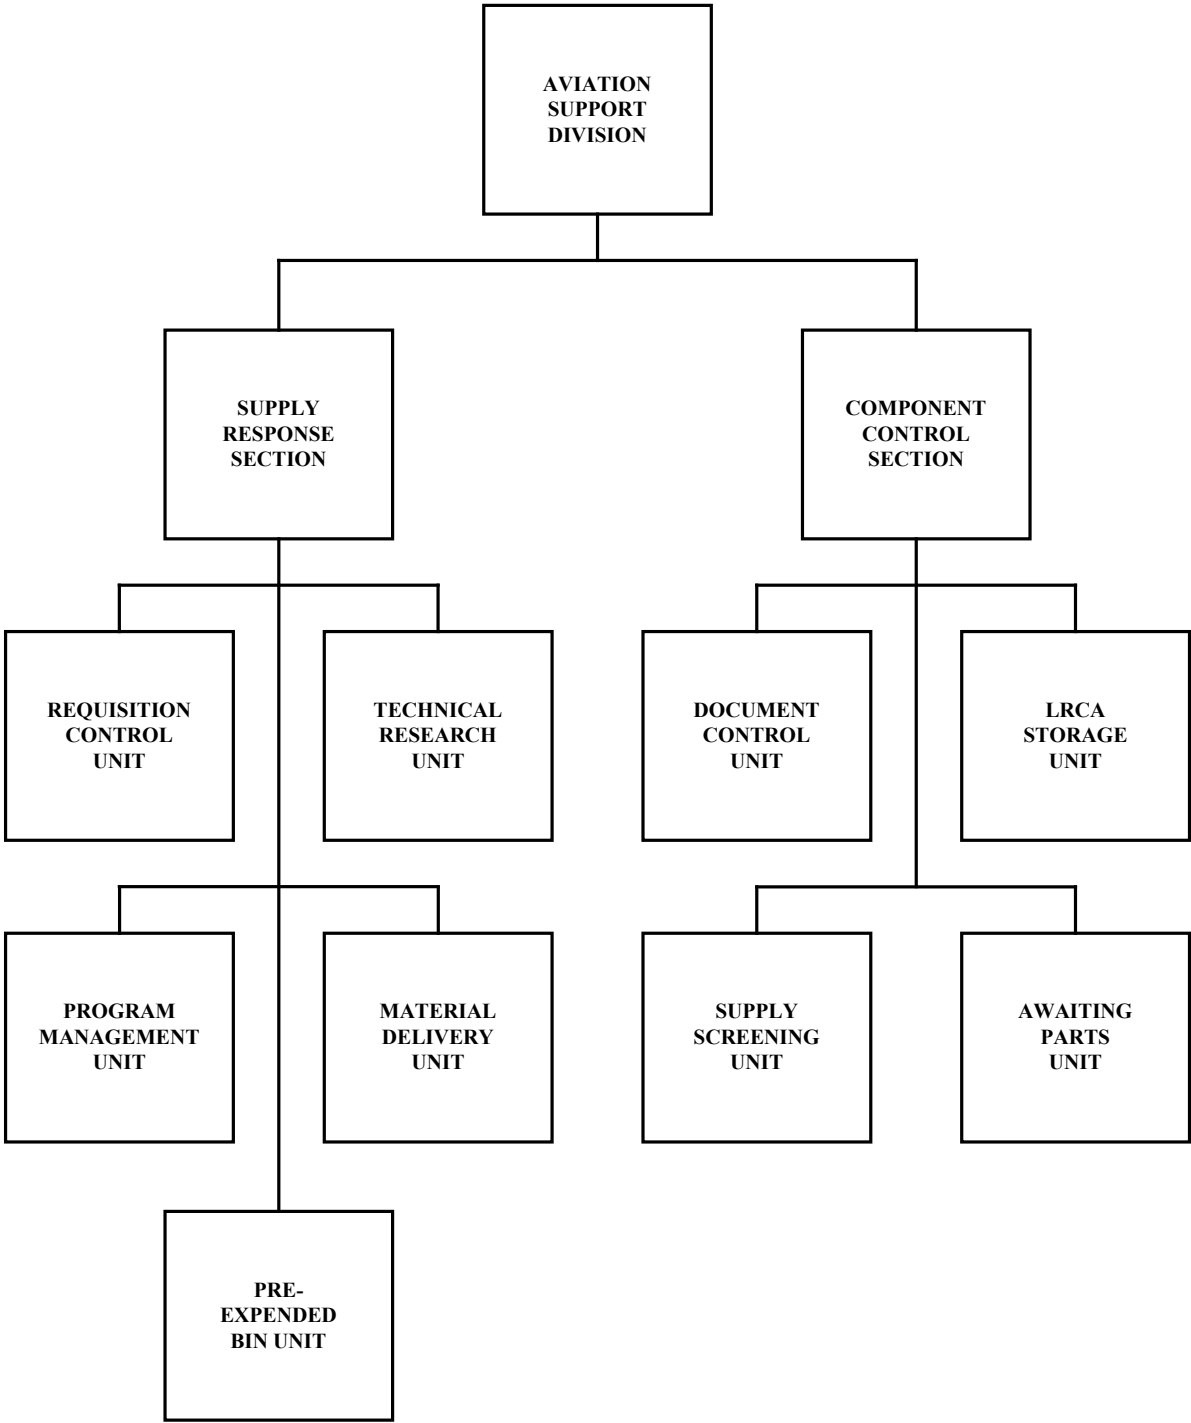 AVIATION
SUPPORT
DIVISION
SUPPLY
RESPONSE
SECTION
COMPONENT
CONTROL
SECTION
REQUISITION
CONTROL
UNIT
TECHNICAL
RESEARCH
UNIT
DOCUMENT
CONTROL
UNIT
LRCA
STORAGE
UNIT
PROGRAM
MANAGEMENT
UNIT
MATERIAL
DELIVERY
UNIT
SUPPLY
SCREENING
UNIT
AWAITING
PARTS
UNIT
PRE-
EXPENDED
BIN UNIT